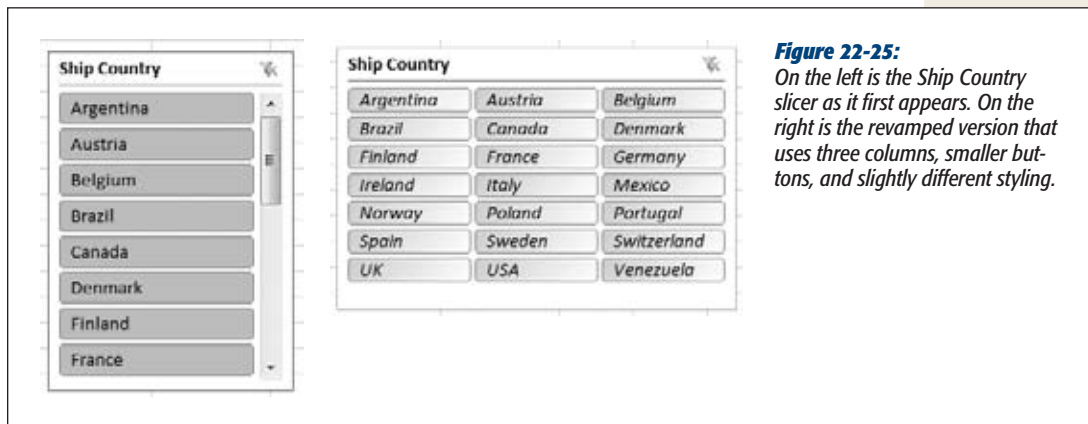 Ship Country
Argentina
Austria
Belgium
Brazil
Canada
Denmark
Finland
France
Ship Country
Argentina Austria Belgium
Brazil Canada Denmark
Finland France Germany
Ireland Italy Mexico
Norway Poland Portugal
Spain Sweden Switzerland
UK USA Venezuela
Figure 22-25:
On the left is the Ship Country
slicer as it first appears. On the
right is the revamped version that
uses three columns, smaller but-
tons, and slightly different styling.